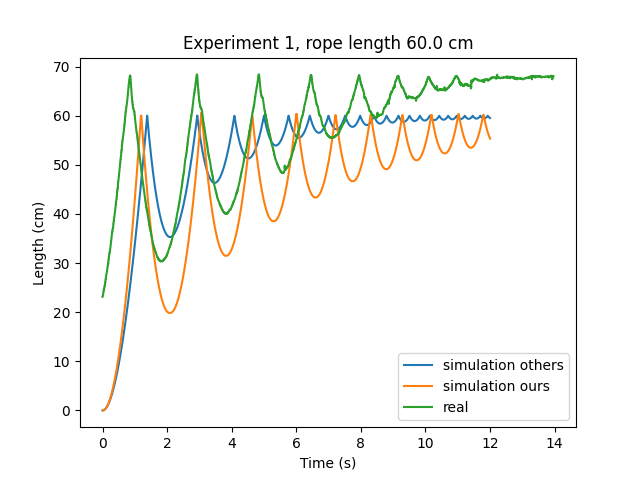 Experiment 1, rope length 60.0 cm
70
60
50
40
30
20
10
0
Length (cm)
simulation others
simulation ours
real
0 2 4 6 8 10 12 14
Time (s)